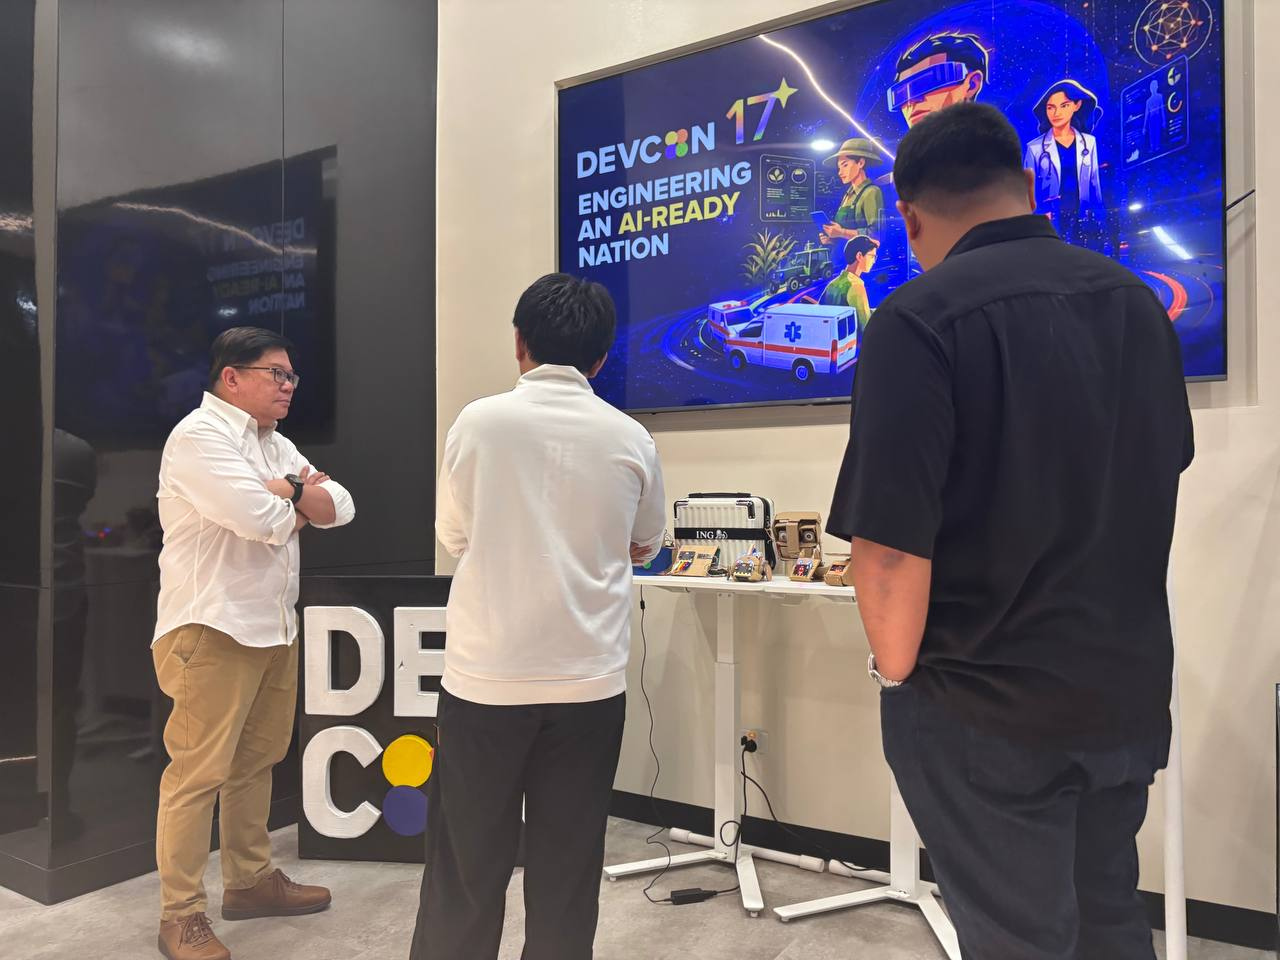 DEVCON 17
ENGINEERING
AN AI-READY
NATION
ING
DE
C